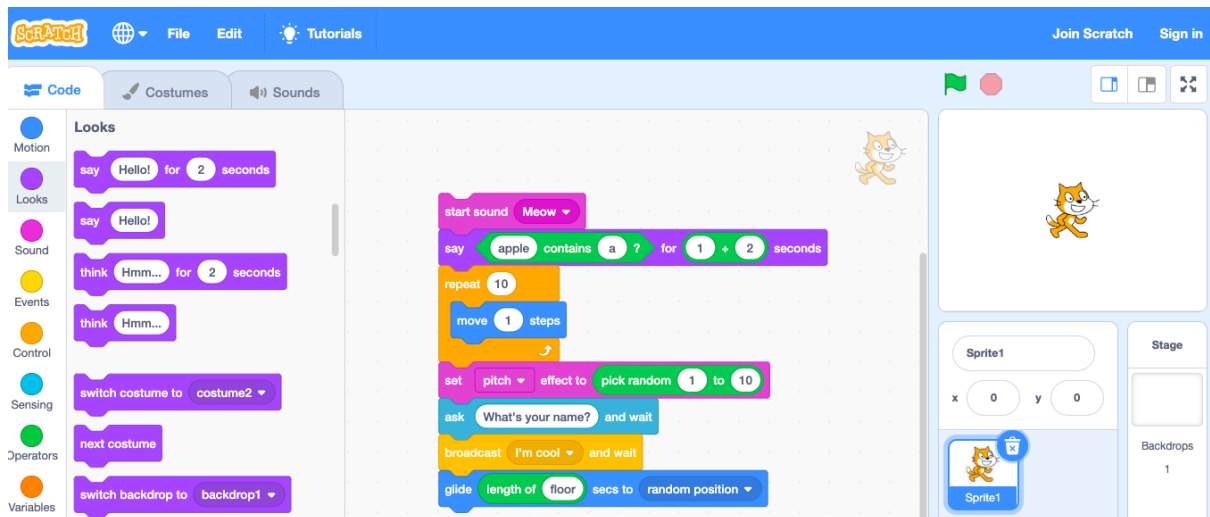 SCRATCH File Edit Tutorials Join Scratch Sign in
Code Costumes Sounds
Motion
Looks
Sound
Events
Control
Sensing
Operators
Variables
Looks
say Hello! for 2 seconds
say Hello!
think Hmm... for 2 seconds
think Hmm...
switch costume to costume2
next costume
switch backdrop to backdrop1
start sound Meow
say apple contains a ? for 1 + 2 seconds
repeat 10
move 1 steps
set pitch effect to pick random 1 to 10
ask What's your name? and wait
broadcast I'm cool and wait
glide length of floor secs to random position
Sprite1
x 0 y 0
Sprite1
Stage
Backdrops
1